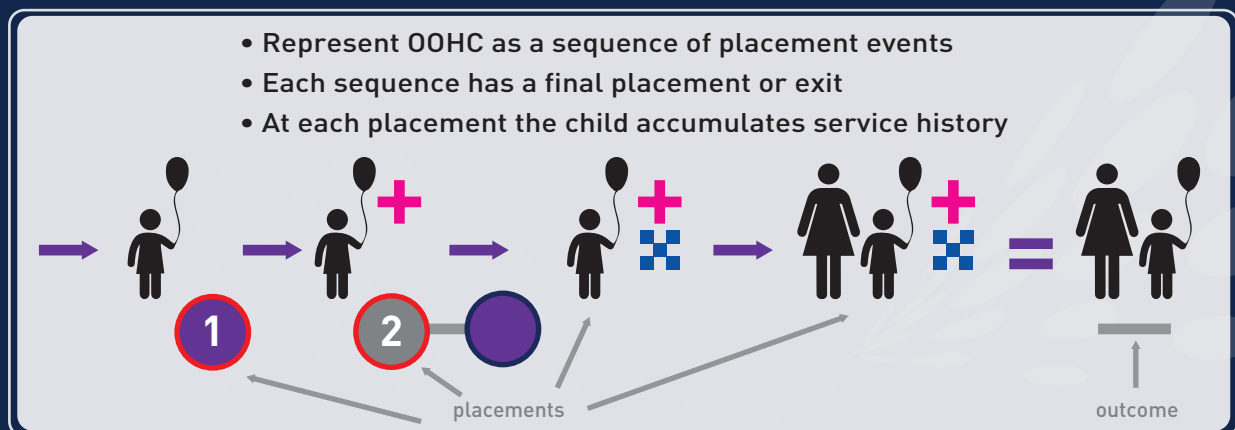 • Represent OOHC as a sequence of placement events
• Each sequence has a final placement or exit
• At each placement the child accumulates service history
1
2
placements
outcome